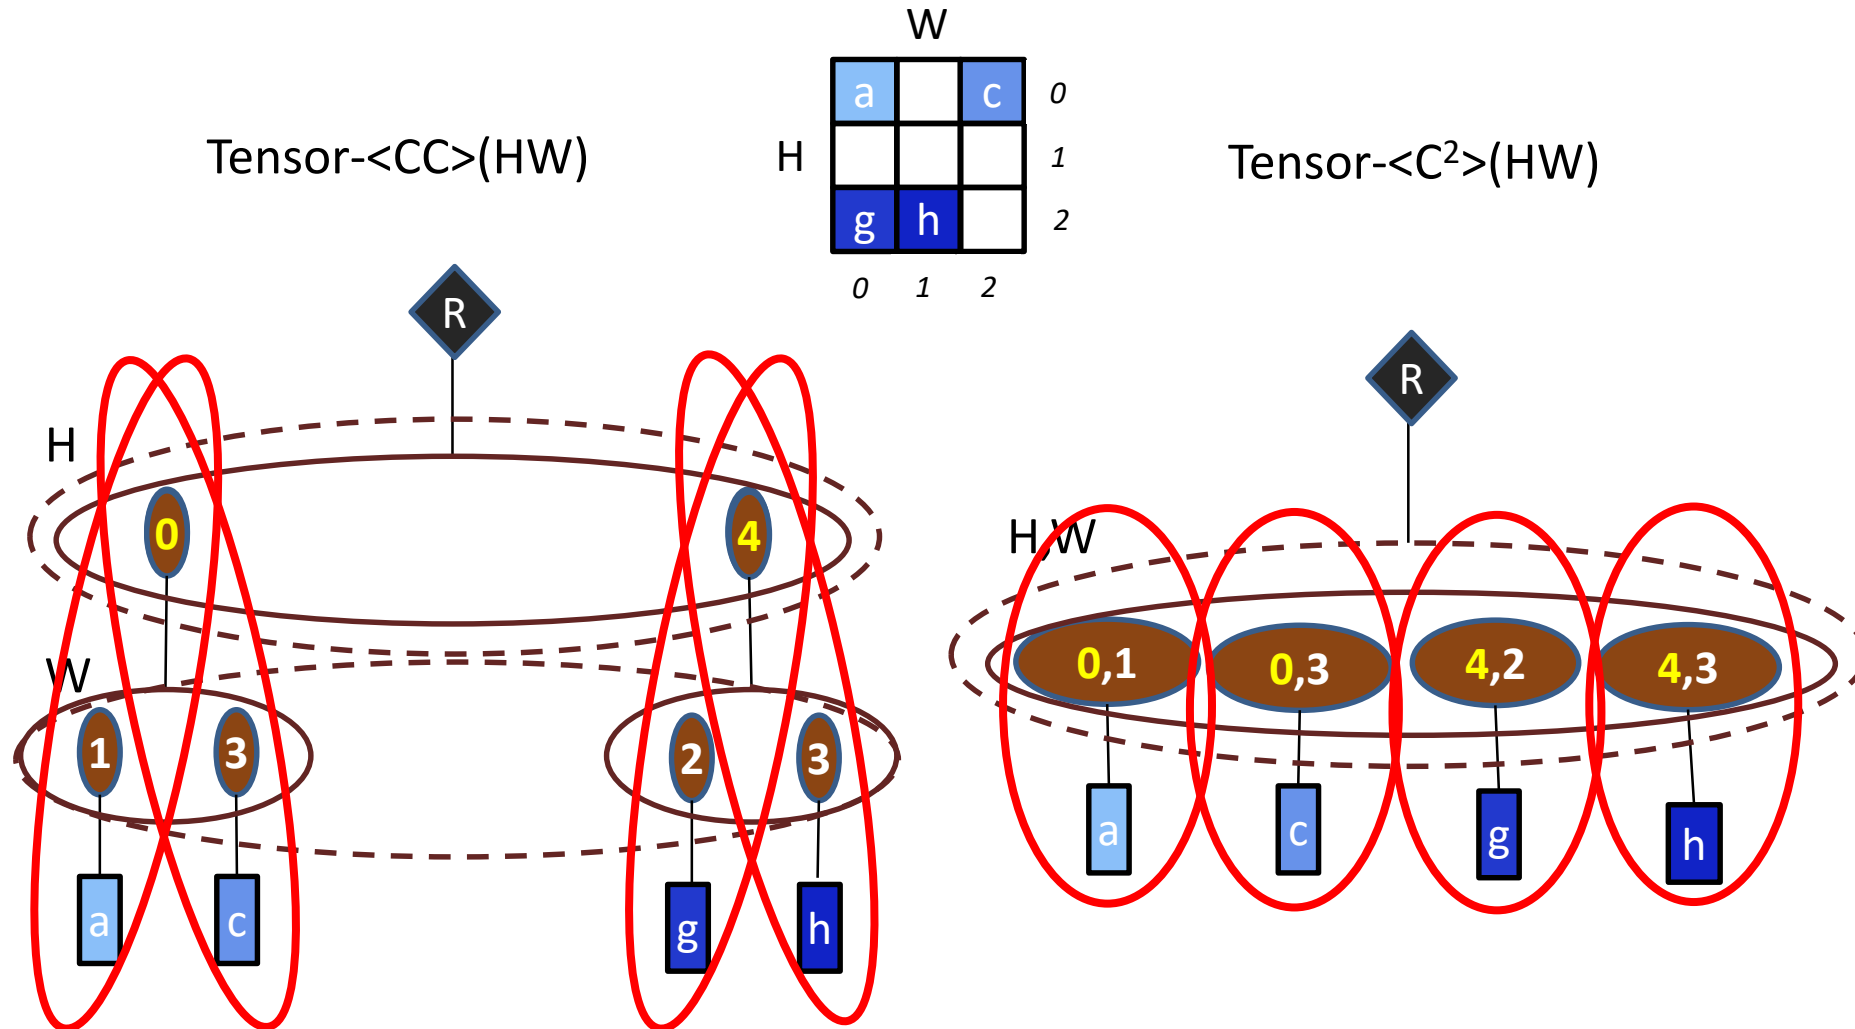 W
a c 0
Tensor-<CC>(HW)
H
1
Tensor-<C²>(HW)
g h 2
0 1 2
R
R
H
0 4
H,W
W
0,1 0,3 4,2 4,3
1 3 2 3
a c g h
a c g h